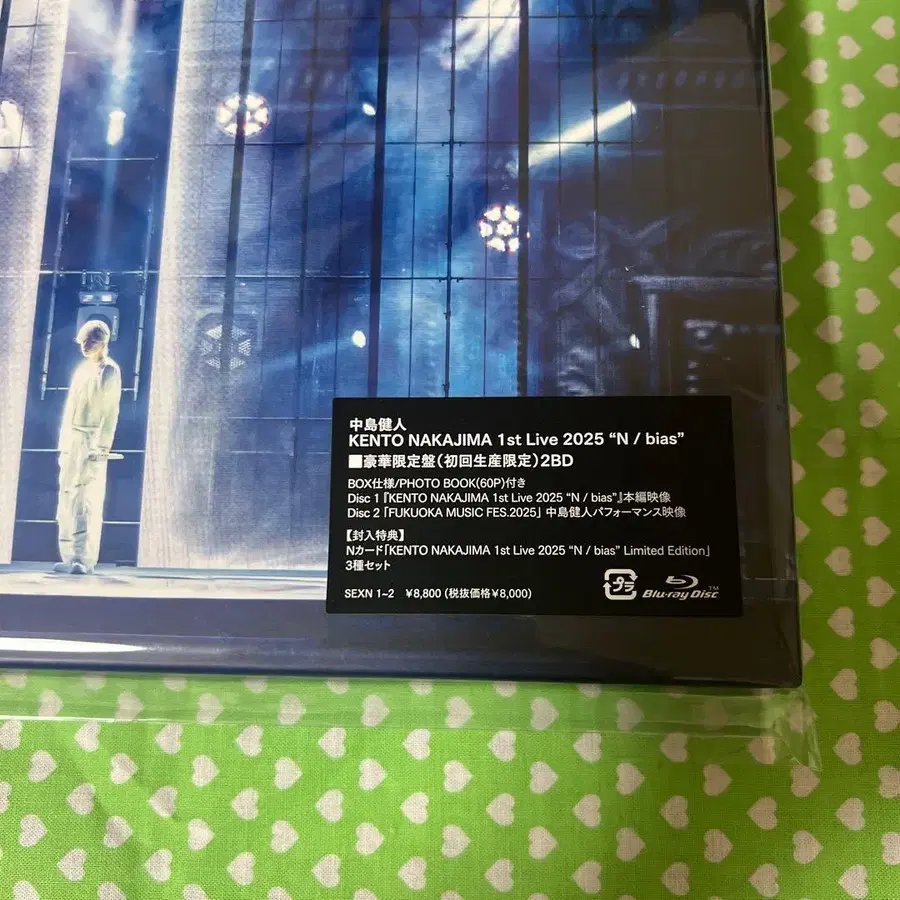 中島健人
KENTO NAKAJIMA 1st Live 2025 “N / bias”
■豪華限定盤(初回生産限定)2BD
BOX仕様/PHOTO BOOK(60P)付き
Disc 1『KENTO NAKAJIMA 1st Live 2025 “N / bias”』本編映像
Disc 2「FUKUOKA MUSIC FES.2025」 中島健人パフォーマンス映像
【封入特典】
Nカード「KENTO NAKAJIMA 1st Live 2025 “N / bias” Limited Edition」
3種セット
SEXN 1~2 ¥8,800 (税抜価格¥8,000)
プラ
Blu-ray Disc™